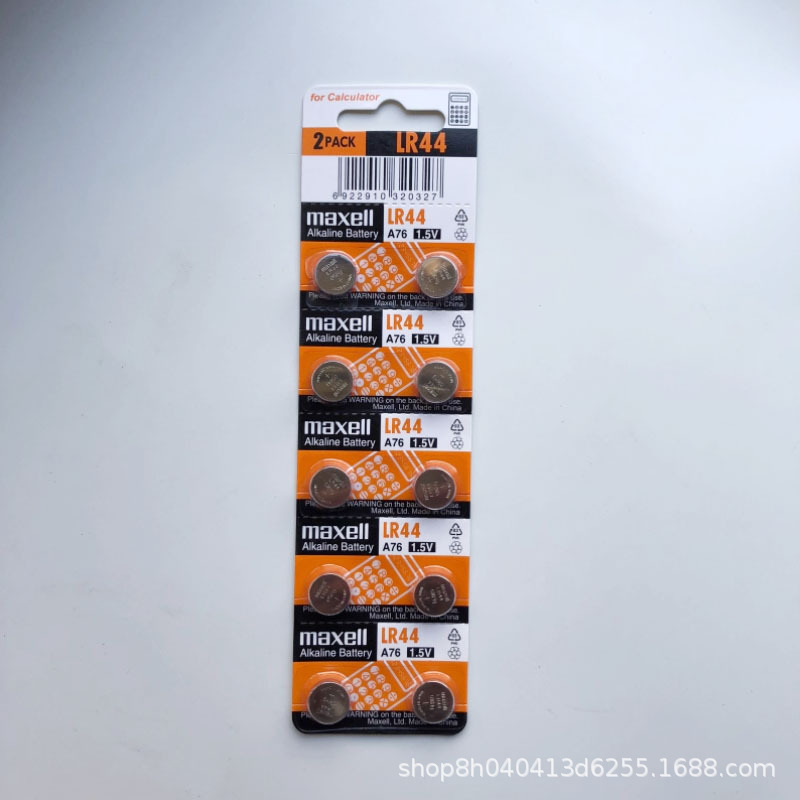 for Calculator
2 PACK LR44
6 922910 320327
maxell LR44
Alkaline Battery A76 1.5V
WARNING on the back
Maxell, Ltd. Made in China
maxell LR44
Alkaline Battery A76 1.5V
WARNING on the back
Maxell, Ltd. Made in China
maxell LR44
Alkaline Battery A76 1.5V
WARNING on the back
Maxell, Ltd. Made in China
maxell LR44
Alkaline Battery A76 1.5V
WARNING on the back
Maxell, Ltd. Made in China
maxell LR44
Alkaline Battery A76 1.5V
WARNING on the back
Maxell, Ltd. Made in China
shop8h040413d6255.1688.com